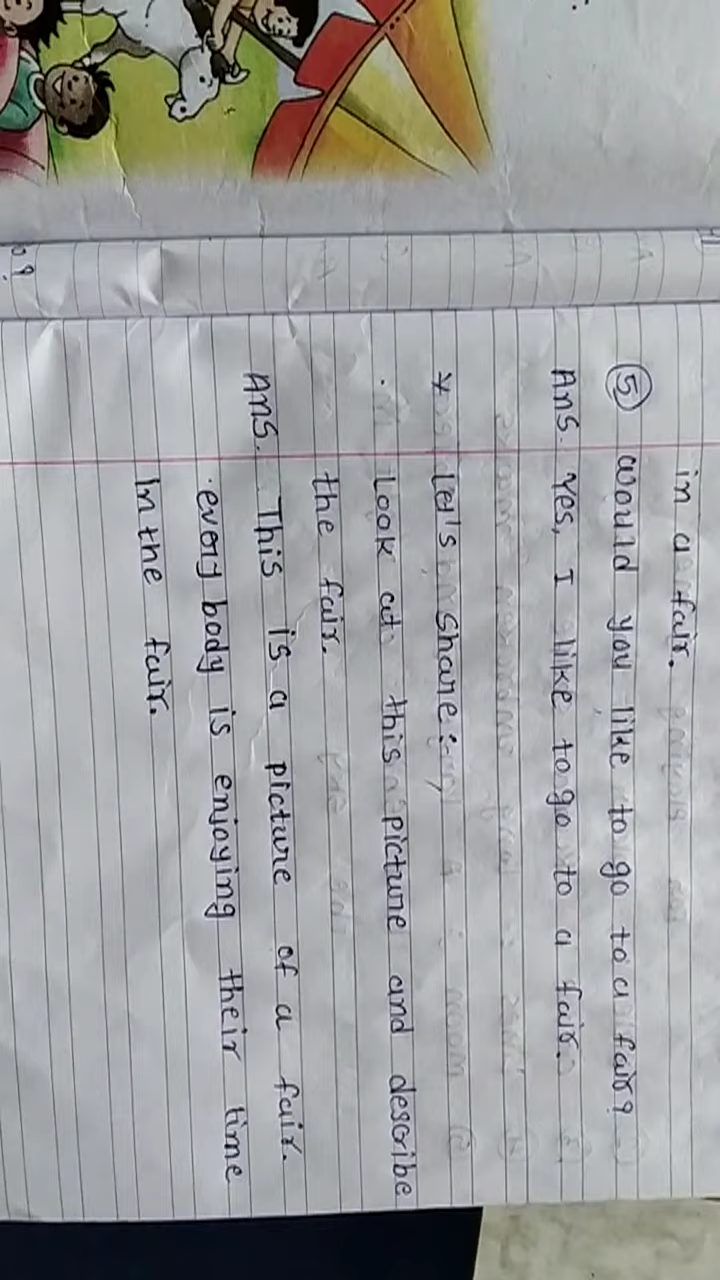 in a fair.
⑤ Would you like to go to a fair?
Ans. Yes, I like to go to a fair.
* Let's share:
. Look at this picture and describe
the fair.
Ans. This is a picture of a fair.
everybody is enjoying their time
in the fair.